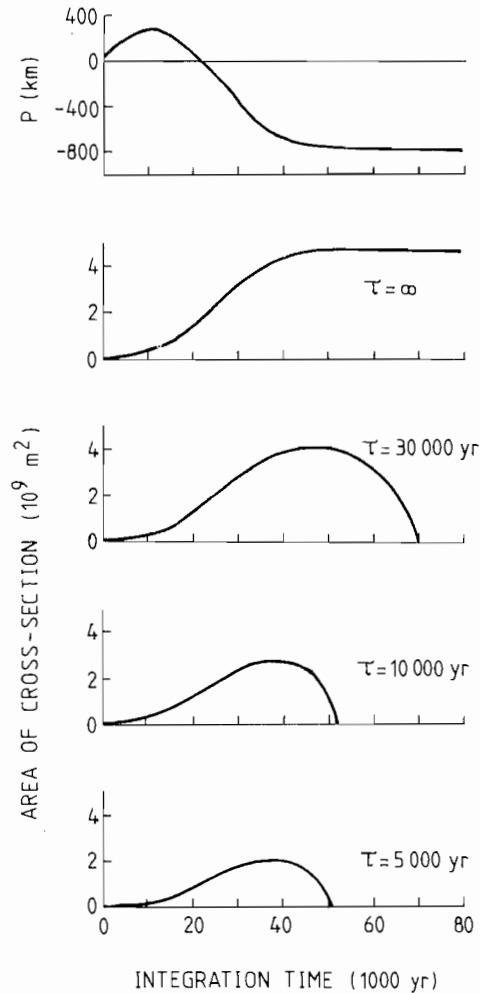 400
0
-400
-800
P (km)
4
2
0
τ = ∞
4
2
0
τ = 30 000 yr
4
2
0
τ = 10 000 yr
4
2
0
τ = 5 000 yr
AREA OF CROSS-SECTION (10⁹ m²)
0 20 40 60 80
INTEGRATION TIME (1000 yr)